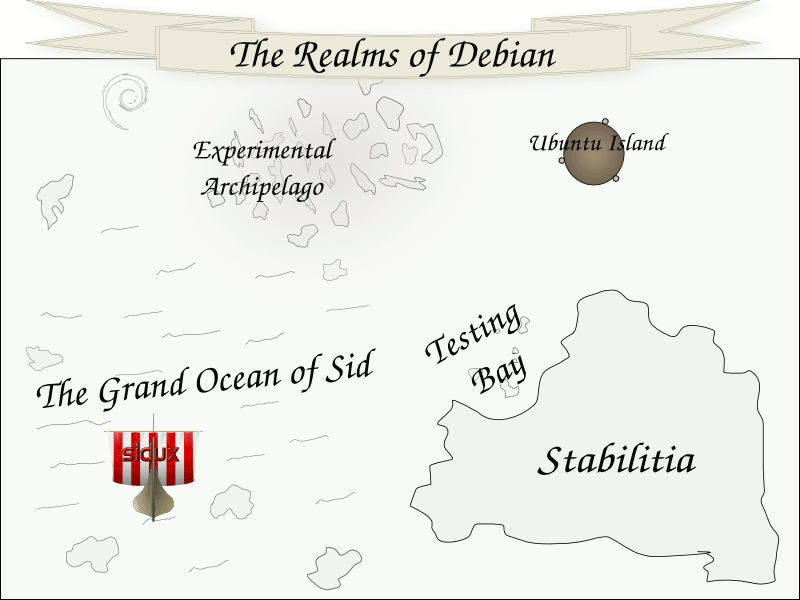 The Realms of Debian
Experimental
Archipelago
Ubuntu Island
Testing
Bay
The Grand Ocean of Sid
sidux
Stabilitia